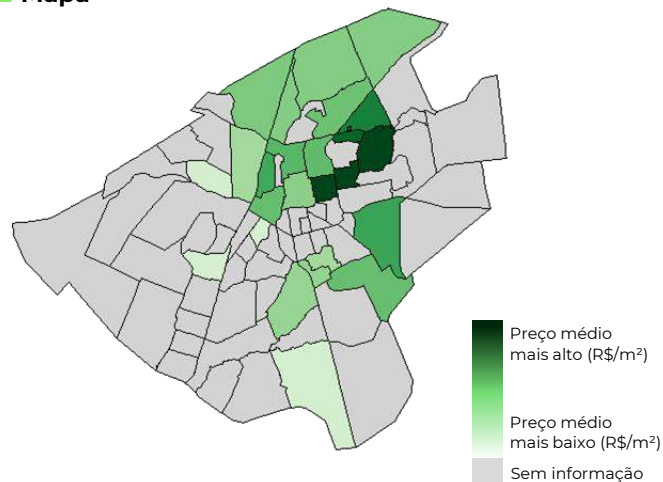 Mapa
Preço médio
mais alto (R$/m²)
Preço médio
mais baixo (R$/m²)
Sem informação